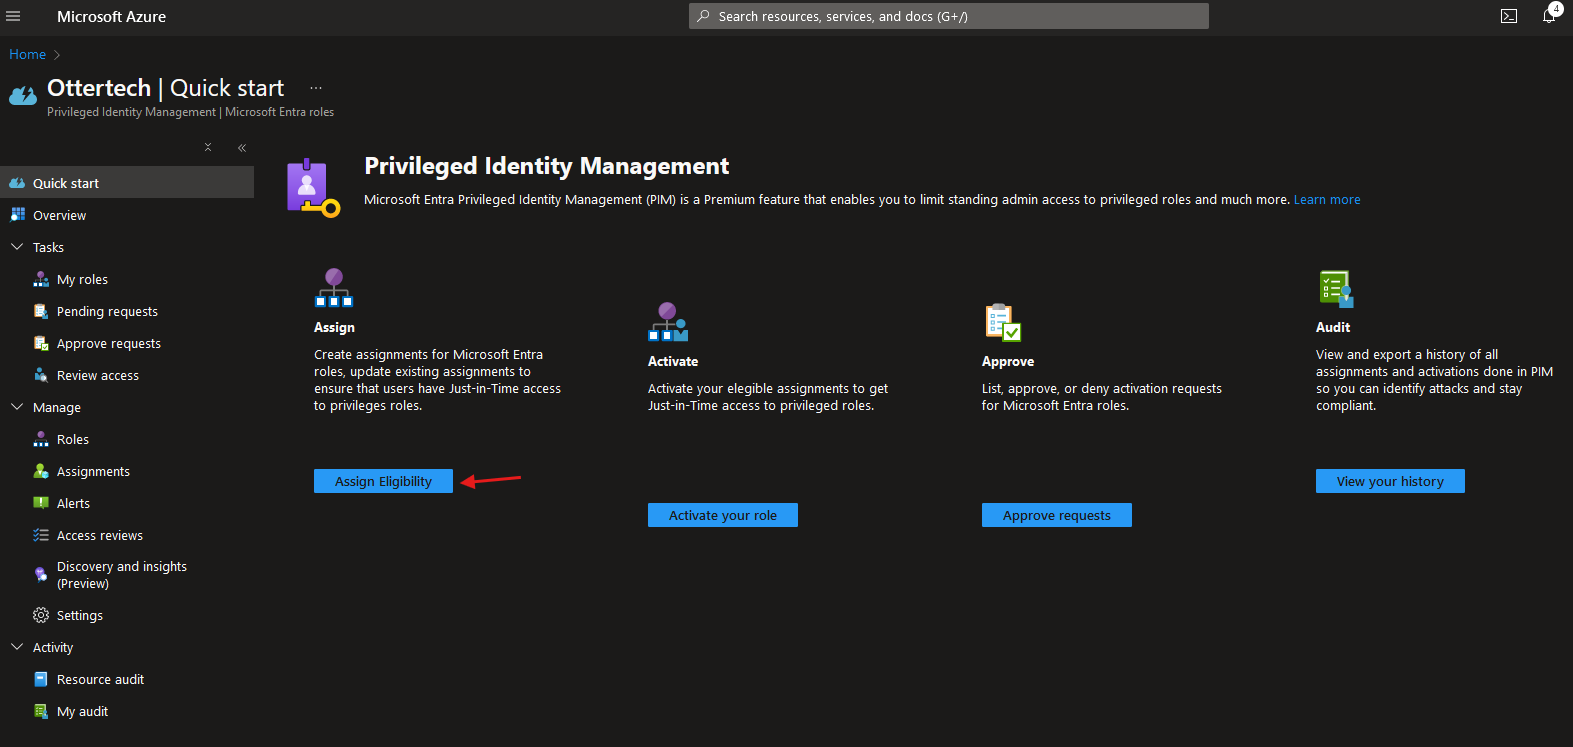 Microsoft Azure
Search resources, services, and docs (G+/)
4
Home
Ottertech | Quick start
...
Privileged Identity Management | Microsoft Entra roles
Quick start
Overview
Tasks
My roles
Pending requests
Approve requests
Review access
Manage
Roles
Assignments
Alerts
Access reviews
Discovery and insights
(Preview)
Settings
Activity
Resource audit
My audit
Privileged Identity Management
Microsoft Entra Privileged Identity Management (PIM) is a Premium feature that enables you to limit standing admin access to privileged roles and much more. Learn more
Assign
Create assignments for Microsoft Entra
roles, update existing assignments to
ensure that users have Just-in-Time access
to privileges roles.
Assign Eligibility
Activate
Activate your elegible assignments to get
Just-in-Time access to privileged roles.
Activate your role
Approve
List, approve, or deny activation requests
for Microsoft Entra roles.
Approve requests
Audit
View and export a history of all
assignments and activations done in PIM
so you can identify attacks and stay
compliant.
View your history